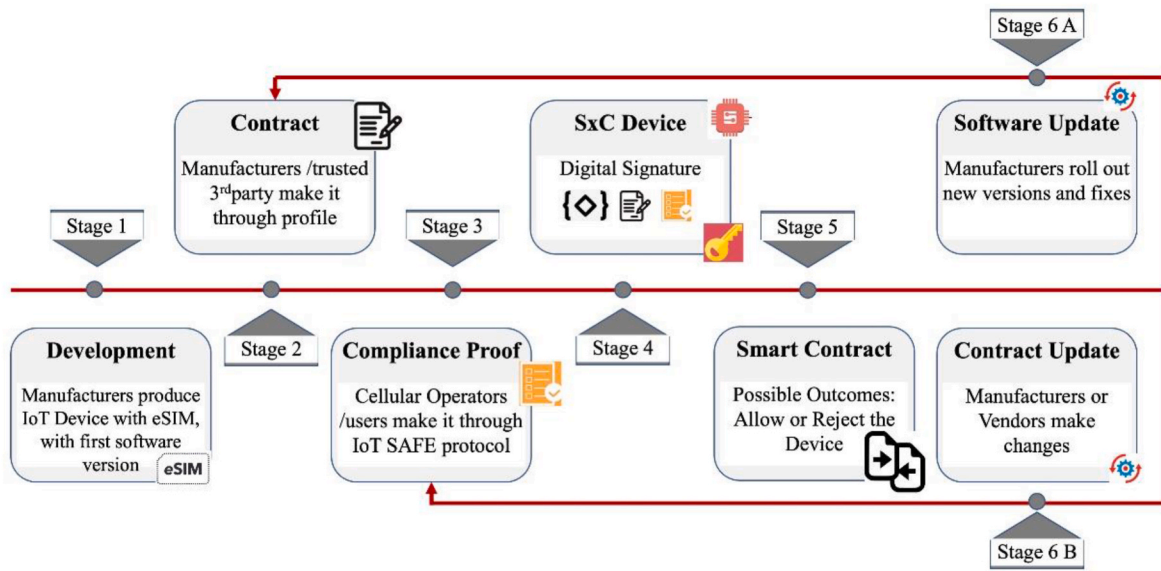 Stage 6 A
Contract
Manufacturers /trusted
3rdparty make it
through profile
SxC Device
Digital Signature
Software Update
Manufacturers roll out
new versions and fixes
Stage 1
Stage 3
Stage 5
Stage 2
Stage 4
Development
Manufacturers produce
IoT Device with eSIM,
with first software
version
eSIM
Compliance Proof
Cellular Operators
/users make it through
IoT SAFE protocol
Smart Contract
Possible Outcomes:
Allow or Reject the
Device
Contract Update
Manufacturers or
Vendors make
changes
Stage 6 B